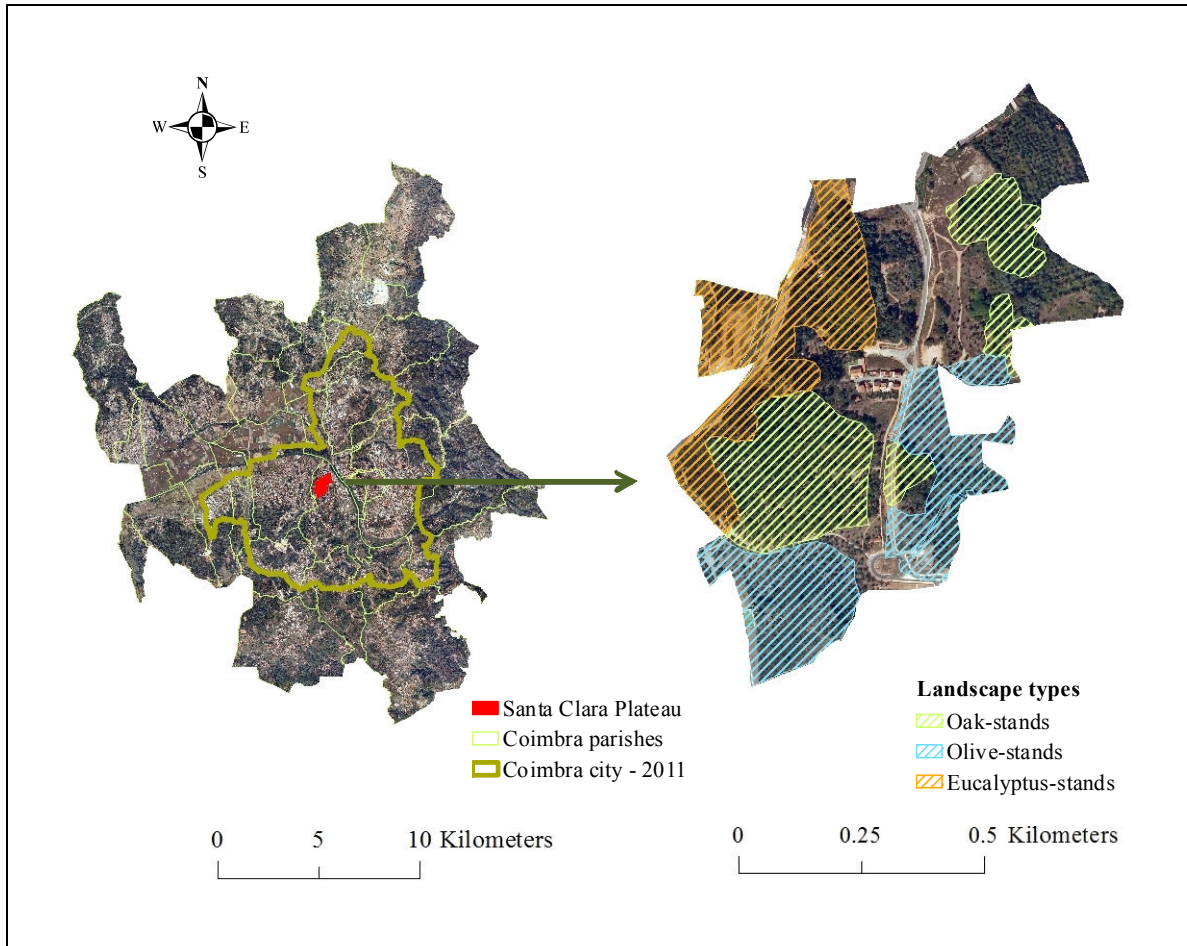 N
W E
S
Santa Clara Plateau
Coimbra parishes
Coimbra city - 2011
0 5 10 Kilometers
Landscape types
Oak-stands
Olive-stands
Eucalyptus-stands
0 0.25 0.5 Kilometers